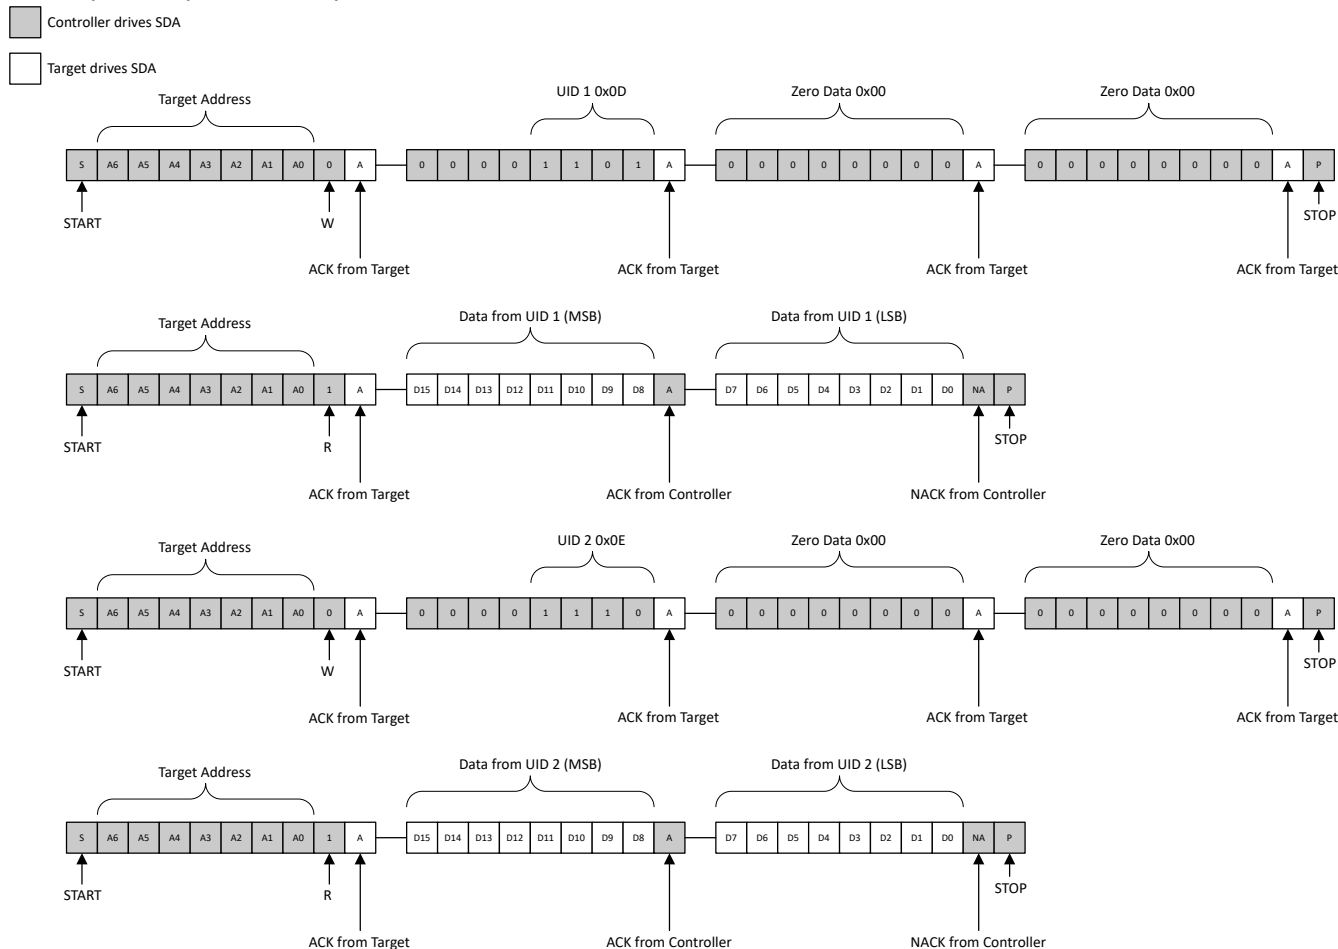 Controller drives SDA
Target drives SDA
Target Address
UID 1 0x0D
Zero Data 0x00
Zero Data 0x00
S A6 A5 A4 A3 A2 A1 A0 0 A 0 0 0 0 1 1 0 1 A 0 0 0 0 0 0 0 0 A 0 0 0 0 0 0 0 0 A P
START
W
STOP
ACK from Target
ACK from Target
ACK from Target
ACK from Target
Target Address
Data from UID 1 (MSB)
Data from UID 1 (LSB)
S A6 A5 A4 A3 A2 A1 A0 1 A D15 D14 D13 D12 D11 D10 D9 D8 A D7 D6 D5 D4 D3 D2 D1 D0 NA P
START
R
STOP
ACK from Target
ACK from Controller
NACK from Controller
Target Address
UID 2 0x0E
Zero Data 0x00
Zero Data 0x00
S A6 A5 A4 A3 A2 A1 A0 0 A 0 0 0 0 1 1 1 0 A 0 0 0 0 0 0 0 0 A 0 0 0 0 0 0 0 0 A P
START
W
STOP
ACK from Target
ACK from Target
ACK from Target
ACK from Target
Target Address
Data from UID 2 (MSB)
Data from UID 2 (LSB)
S A6 A5 A4 A3 A2 A1 A0 1 A D15 D14 D13 D12 D11 D10 D9 D8 A D7 D6 D5 D4 D3 D2 D1 D0 NA P
START
R
STOP
ACK from Target
ACK from Controller
NACK from Controller